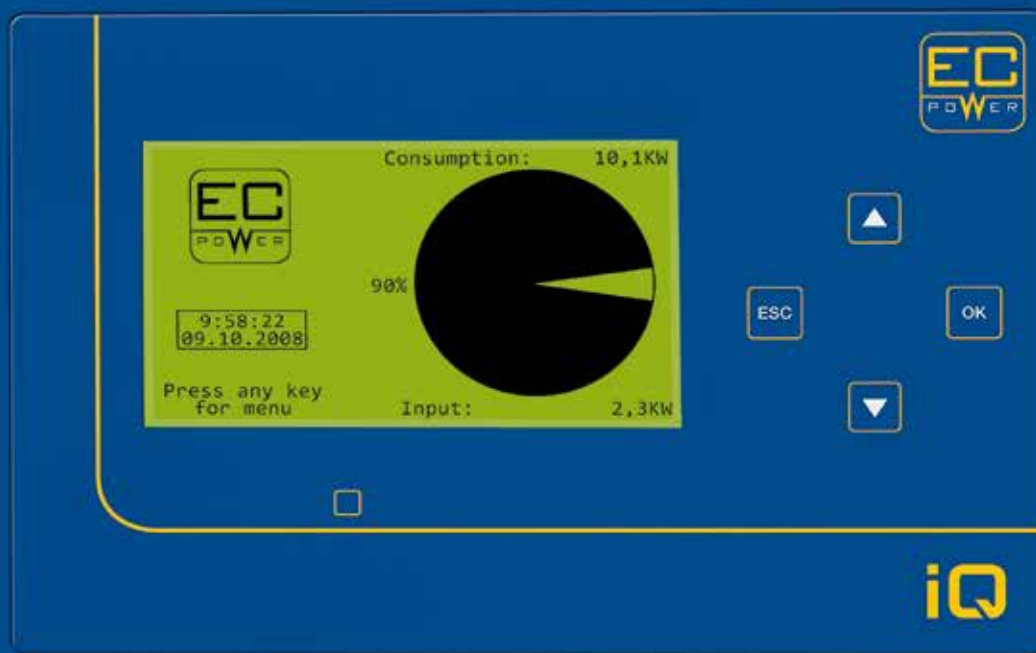 EC
POWER
Consumption: 10,1KW
EC
POWER
90%
9:58:22
09.10.2008
Press any key
for menu
Input: 2,3KW
ESC
OK
iQ